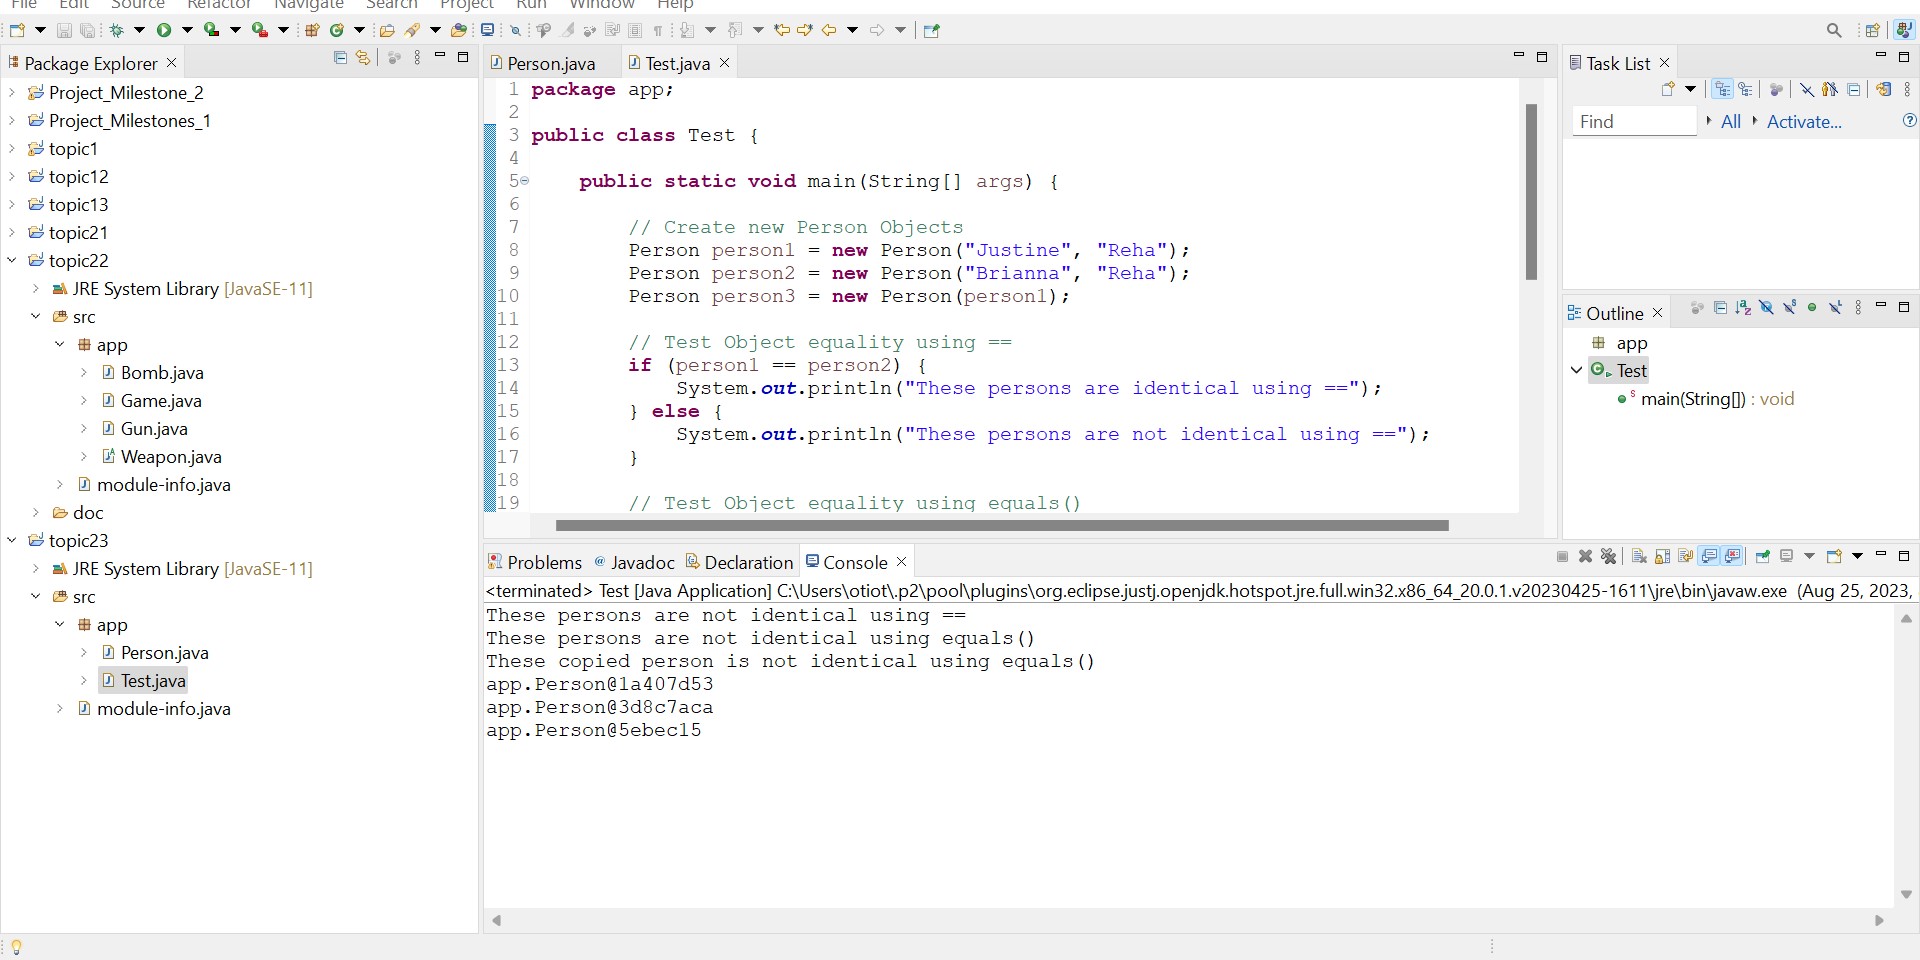 File Edit Source Refactor Navigate Search Project Run Window Help
Package Explorer
Project_Milestone_2
Project_Milestones_1
topic1
topic12
topic13
topic21
topic22
JRE System Library [JavaSE-11]
src
app
Bomb.java
Game.java
Gun.java
Weapon.java
module-info.java
doc
topic23
JRE System Library [JavaSE-11]
src
app
Person.java
Test.java
module-info.java
Person.java Test.java
1 package app;
2
3 public class Test {
4
5 public static void main(String[] args) {
6
7 // Create new Person Objects
8 Person person1 = new Person("Justine", "Reha");
9 Person person2 = new Person("Brianna", "Reha");
10 Person person3 = new Person(person1);
11
12 // Test Object equality using ==
13 if (person1 == person2) {
14 System.out.println("These persons are identical using ==");
15 } else {
16 System.out.println("These persons are not identical using ==");
17 }
18
19 // Test Object equality using equals()
Problems Javadoc Declaration Console
<terminated> Test [Java Application] C:\Users\otiot\.p2\pool\plugins\org.eclipse.justj.openjdk.hotspot.jre.full.win32.x86_64_20.0.1.v20230425-1611\jre\bin\javaw.exe (Aug 25, 2023,
These persons are not identical using ==
These persons are not identical using equals()
These copied person is not identical using equals()
app.Person@1a407d53
app.Person@3d8c7aca
app.Person@5ebec15
Task List
Find All Activate...
Outline
app
Test
main(String[]) : void